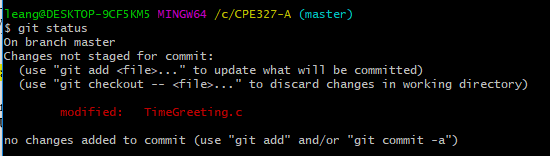 leang@DESKTOP-9CF5KM5 MINGW64 /c/CPE327-A (master)
$ git status
On branch master
Changes not staged for commit:
(use "git add <file>..." to update what will be committed)
(use "git checkout -- <file>..." to discard changes in working directory)
modified: TimeGreeting.c
no changes added to commit (use "git add" and/or "git commit -a")